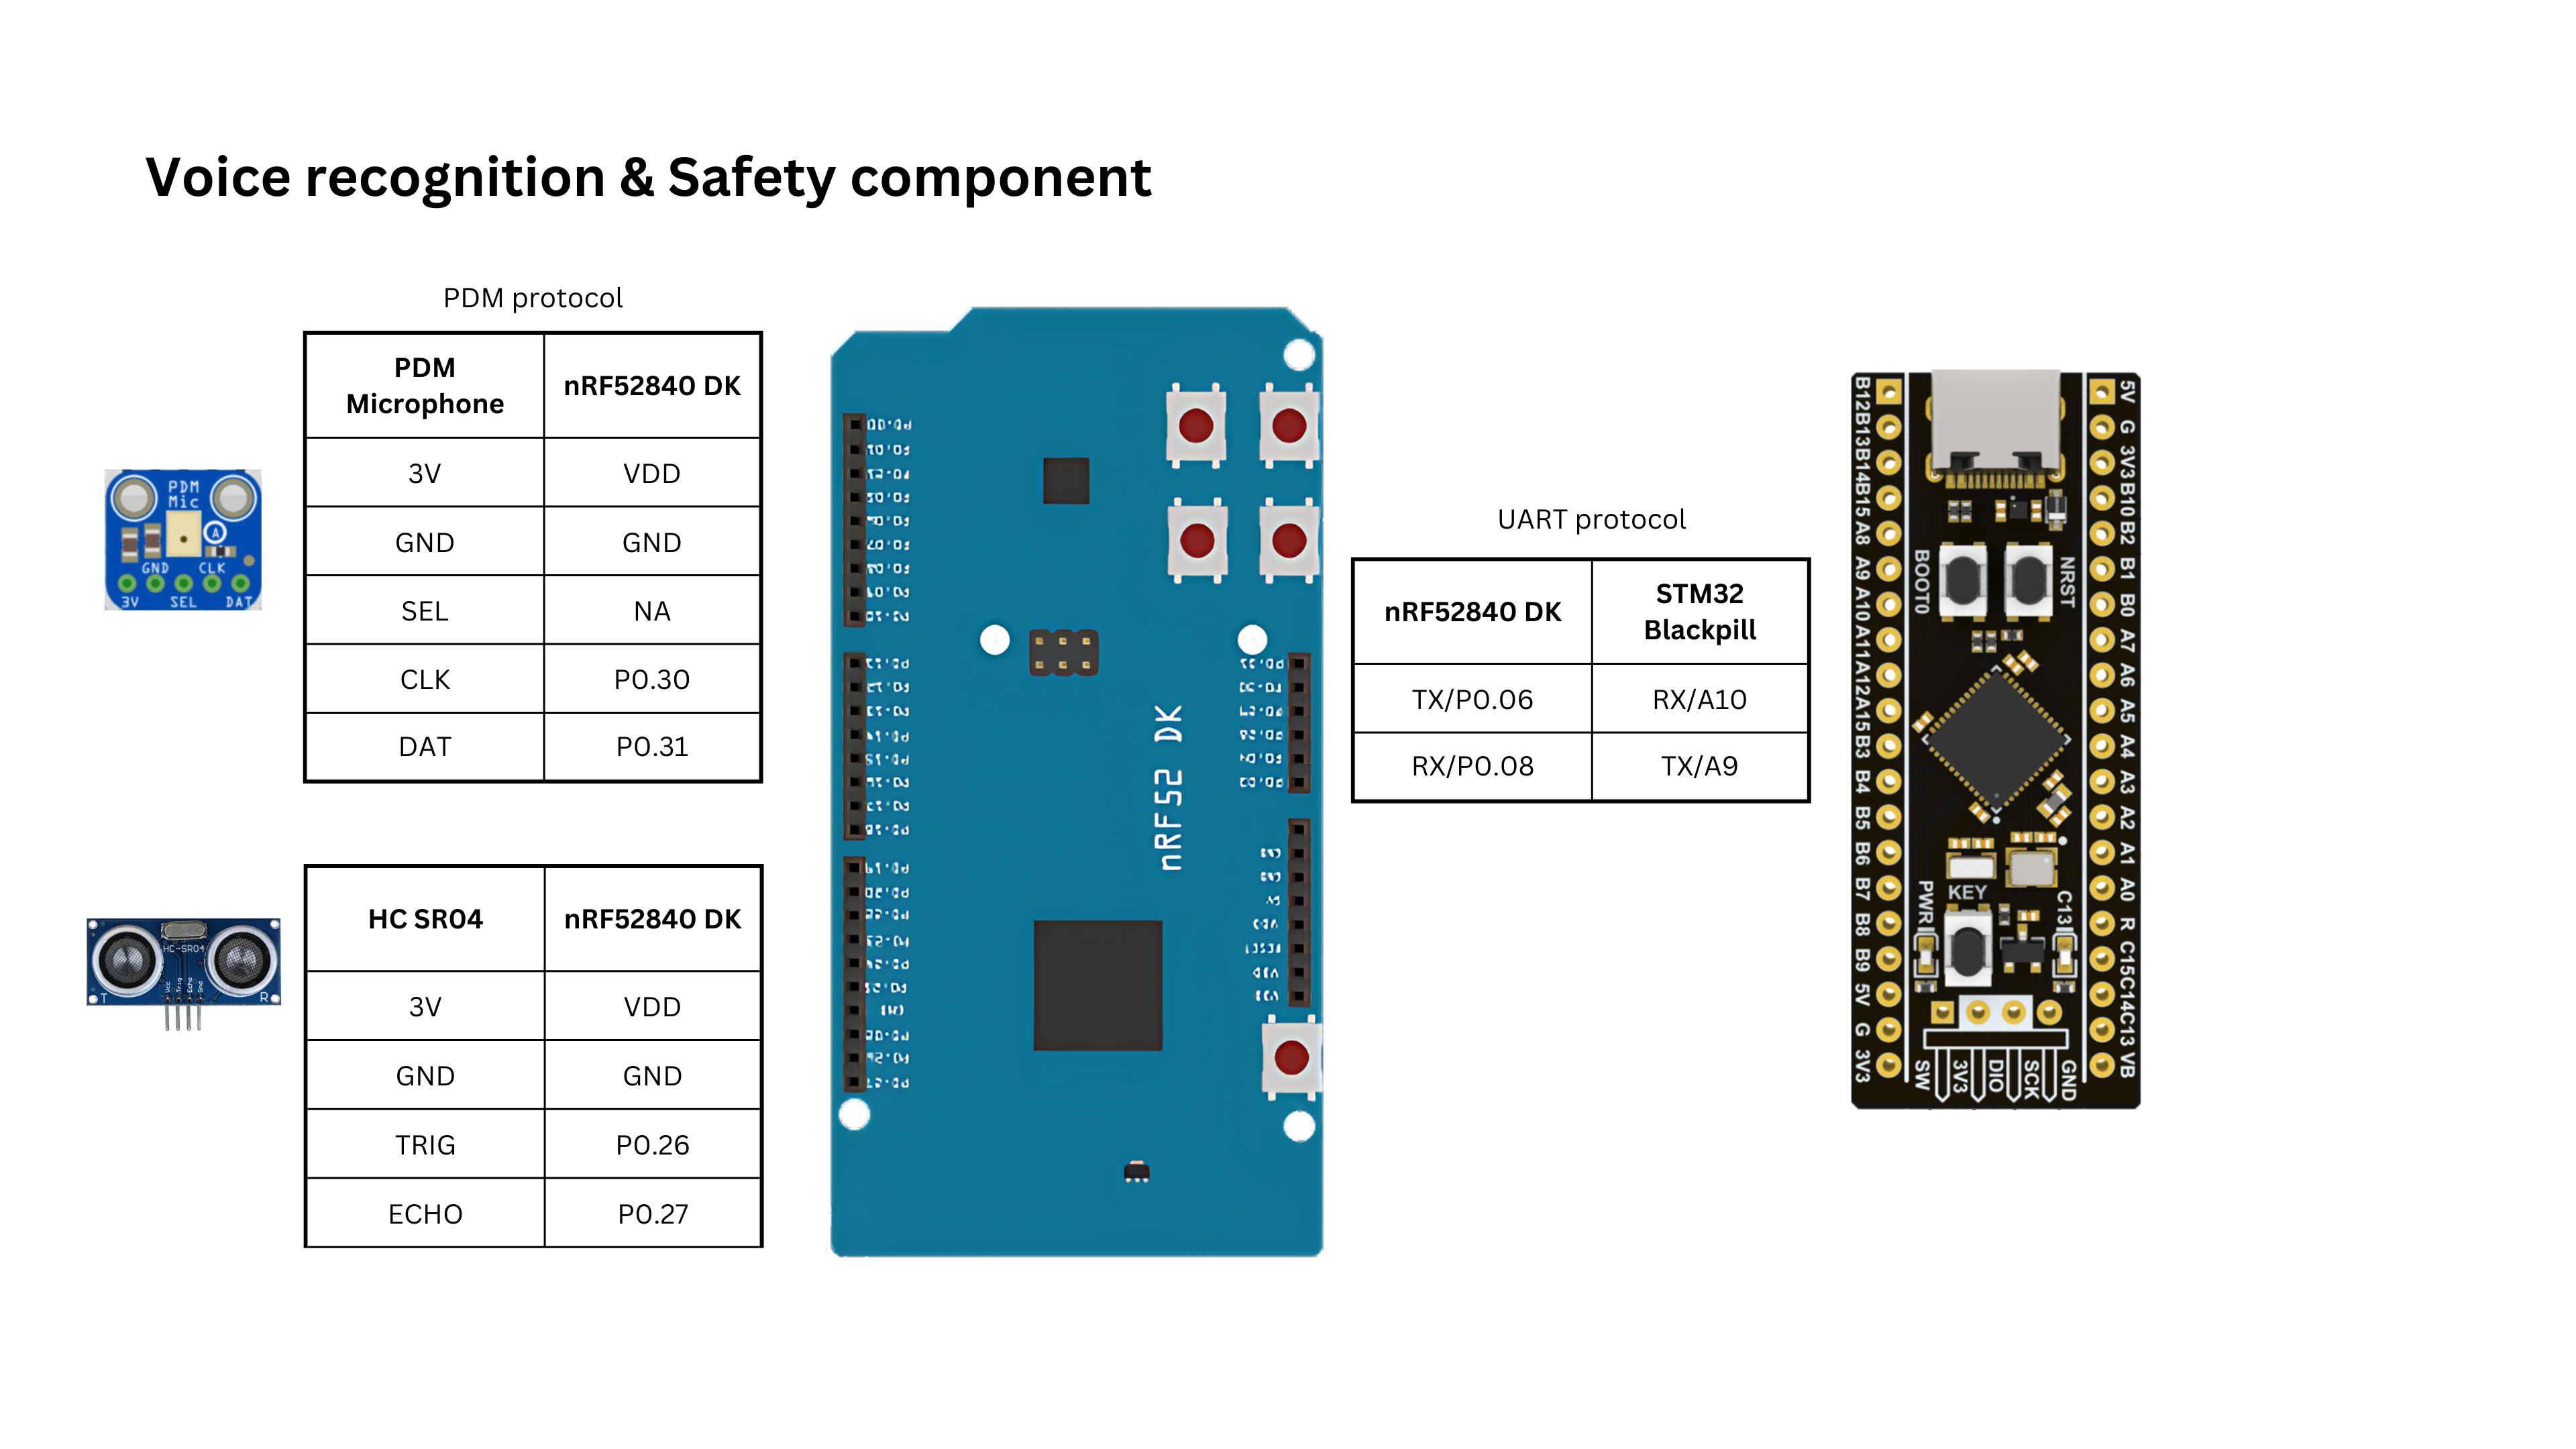 Voice recognition & Safety component
PDM protocol
PDM Microphone nRF52840 DK
3V VDD
GND GND
SEL NA
CLK P0.30
DAT P0.31
PDM
Mic
A
GND CLK
3V SEL DAT
HC SR04 nRF52840 DK
3V VDD
GND GND
TRIG P0.26
ECHO P0.27
HC-SR04
Vcc Trig Echo Gnd
T R
nRF52 DK
UART protocol
nRF52840 DK STM32 Blackpill
TX/P0.06 RX/A10
RX/P0.08 TX/A9
B12 B13 B14 B15 A8 A9 A10 A11 A12 A15 B3 B4 B5 B6 B7 B8 B9 5V G 3V3
BOOT0
NRST
KEY
PWR
C13
SW 3V3 DIO SCK GND
5V G 3V3 B10 B2 B1 B0 A7 A6 A5 A4 A3 A2 A1 A0 R C15 C14 C13 VB